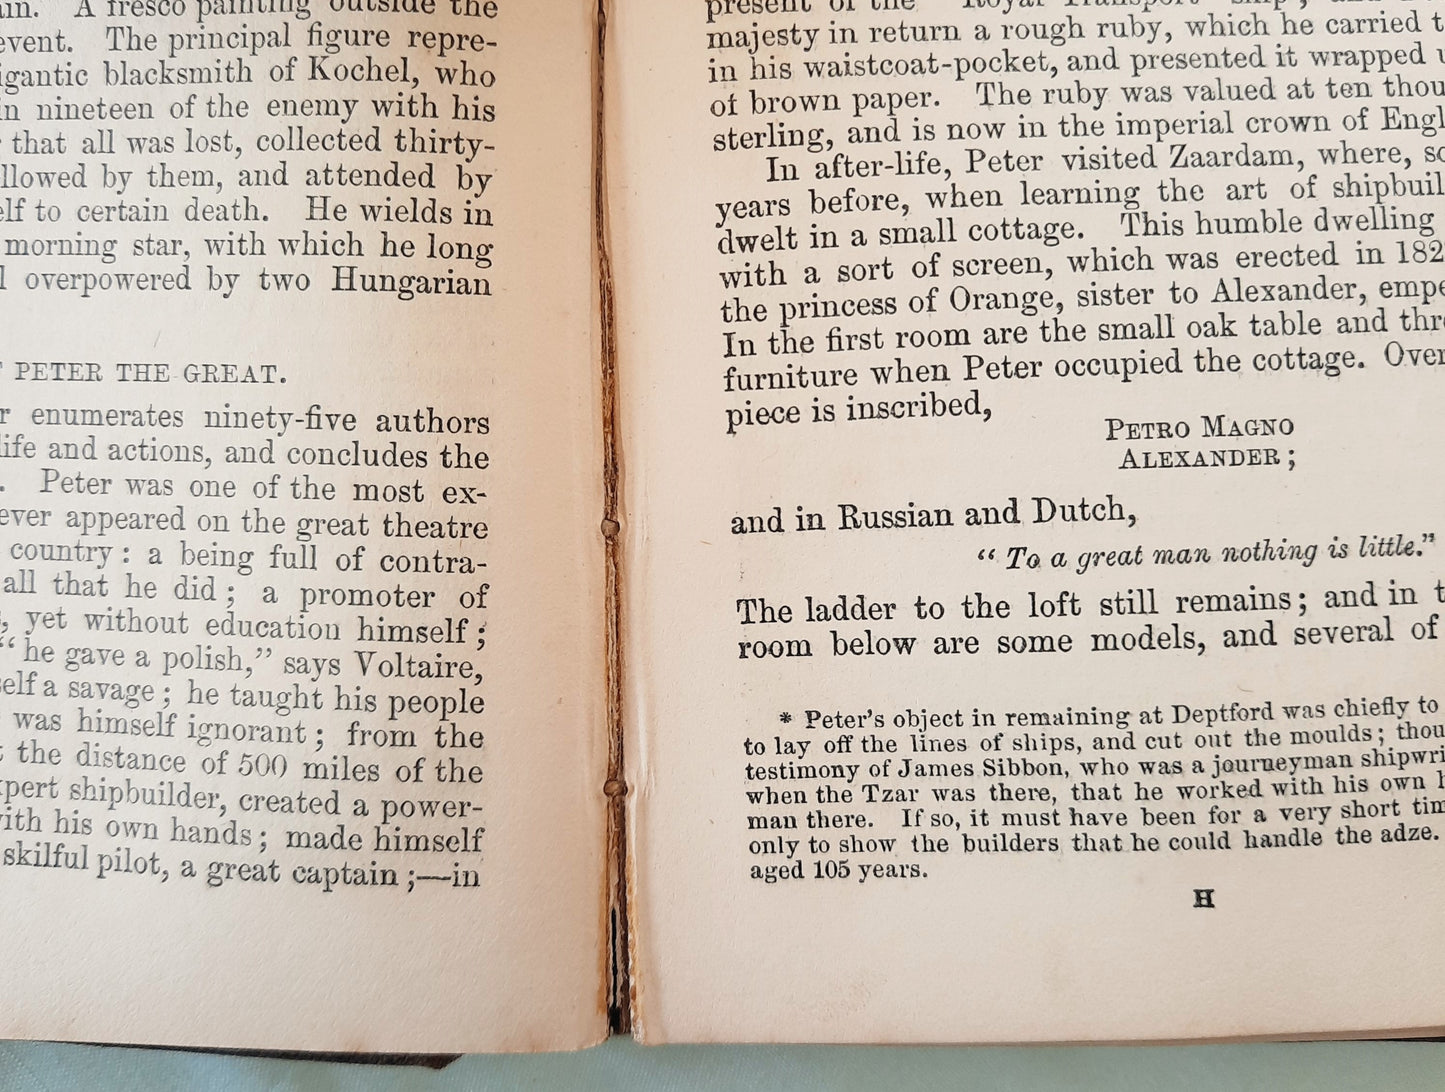 in. A fresco painting outside the
event. The principal figure repre-
igantic blacksmith of Kochel, who
in nineteen of the enemy with his
that all was lost, collected thirty-
llowed by them, and attended by
elf to certain death. He wields in
morning star, with which he long
l overpowered by two Hungarian
PETER THE GREAT.
r enumerates ninety-five authors
life and actions, and concludes the
. Peter was one of the most ex-
ever appeared on the great theatre
country: a being full of contra-
all that he did; a promoter of
, yet without education himself;
“he gave a polish,” says Voltaire,
self a savage; he taught his people
was himself ignorant; from the
t the distance of 500 miles of the
xpert shipbuilder, created a power-
ith his own hands; made himself
skilful pilot, a great captain;—in
present of the “Royal Transport” ship; and
majesty in return a rough ruby, which he carried t
in his waistcoat-pocket, and presented it wrapped
of brown paper. The ruby was valued at ten thou
sterling, and is now in the imperial crown of Engl
In after-life, Peter visited Zaardam, where, so
years before, when learning the art of shipbuil
dwelt in a small cottage. This humble dwelling
with a sort of screen, which was erected in 182
the princess of Orange, sister to Alexander, empe
In the first room are the small oak table and thr
furniture when Peter occupied the cottage. Over
piece is inscribed,
PETRO MAGNO
ALEXANDER;
and in Russian and Dutch,
“To a great man nothing is little.”
The ladder to the loft still remains; and in t
room below are some models, and several of
* Peter’s object in remaining at Deptford was chiefly to
to lay off the lines of ships, and cut out the moulds; thou
testimony of James Sibbon, who was a journeyman shipwri
when the Tzar was there, that he worked with his own h
man there. If so, it must have been for a very short tim
only to show the builders that he could handle the adze.
aged 105 years.
H